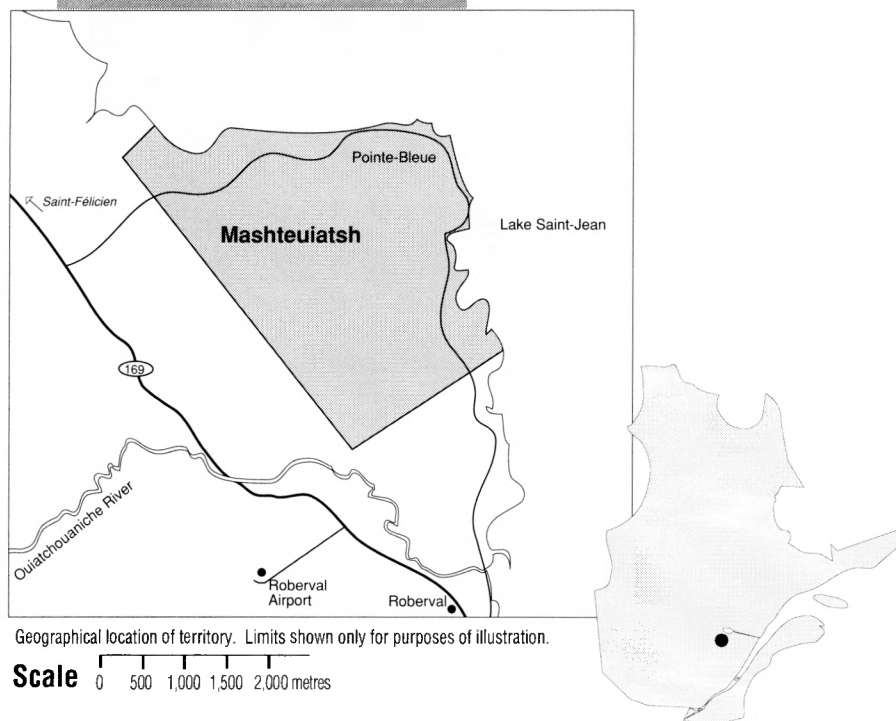 Pointe-Bleue
Saint-Félicien
Mashteuiatsh
Lake Saint-Jean
169
Ouiatchouaniche River
Roberval
Airport
Roberval
Geographical location of territory. Limits shown only for purposes of illustration.
Scale 0 500 1,000 1,500 2,000 metres